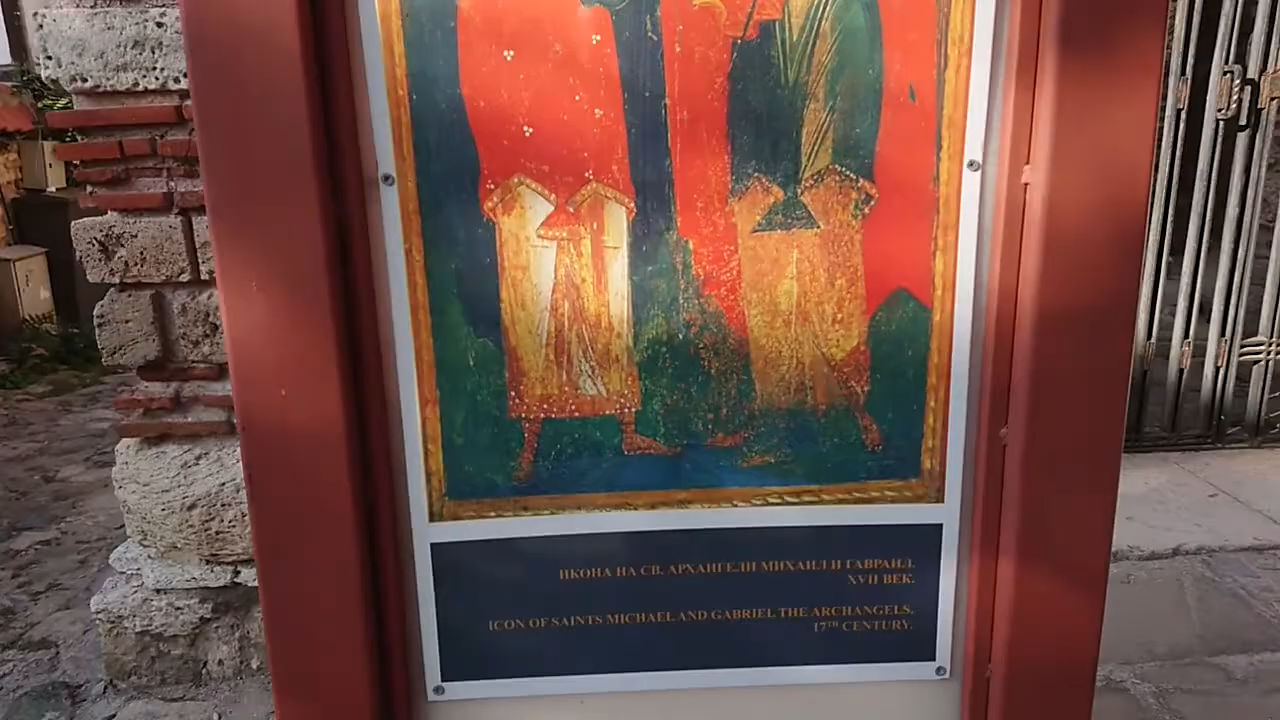 ИКОНА НА СВ. АРХАНГЕЛИ МИХАИЛ И ГАВРАИЛ.
XVII ВЕК.
ICON OF SAINTS MICHAEL AND GABRIEL THE ARCHANGELS.
17TH CENTURY.